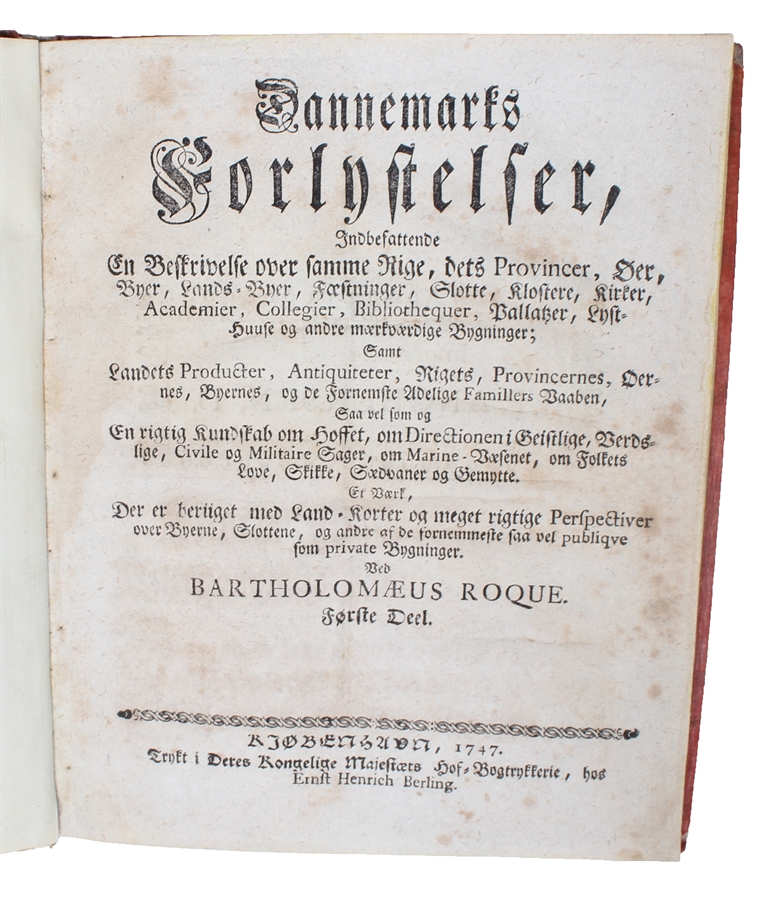 Dannemarks
Forlystelser,
Indbefattende
En Beskrivelse over samme Rige, dets Provincer, Øer,
Byer, Lands-Byer, Fæstninger, Slotte, Klostere, Kirker,
Academier, Collegier, Bibliothequer, Pallatzer, Lyst-
Huuse og andre mærkværdige Bygninger;
Samt
Landets Producter, Antiquiteter, Rigets, Provincernes, Øer-
nes, Byernes, og de Fornemste Adelige Famillers Vaaben,
Saa vel som og
En rigtig Kundskab om Hoffet, om Directionen i Geistlige, Verds-
lige, Civile og Militaire Sager, om Marine-Væsenet, om Folkets
Love, Skikke, Sædvaner og Gemytte.
Et Værk,
Der er beriiget med Land-Korter og meget rigtige Perspectiver
over Byerne, Slottene, og andre af de fornemmeste saa vel publiqve
som private Bygninger.
Ved
BARTHOLOMÆUS ROQUE.
Første Deel.
KJØBENHAVN, 1747.
Trykt i Deres Kongelige Majestæts Hof-Bogtrykkerie, hos
Ernst Henrich Berling.